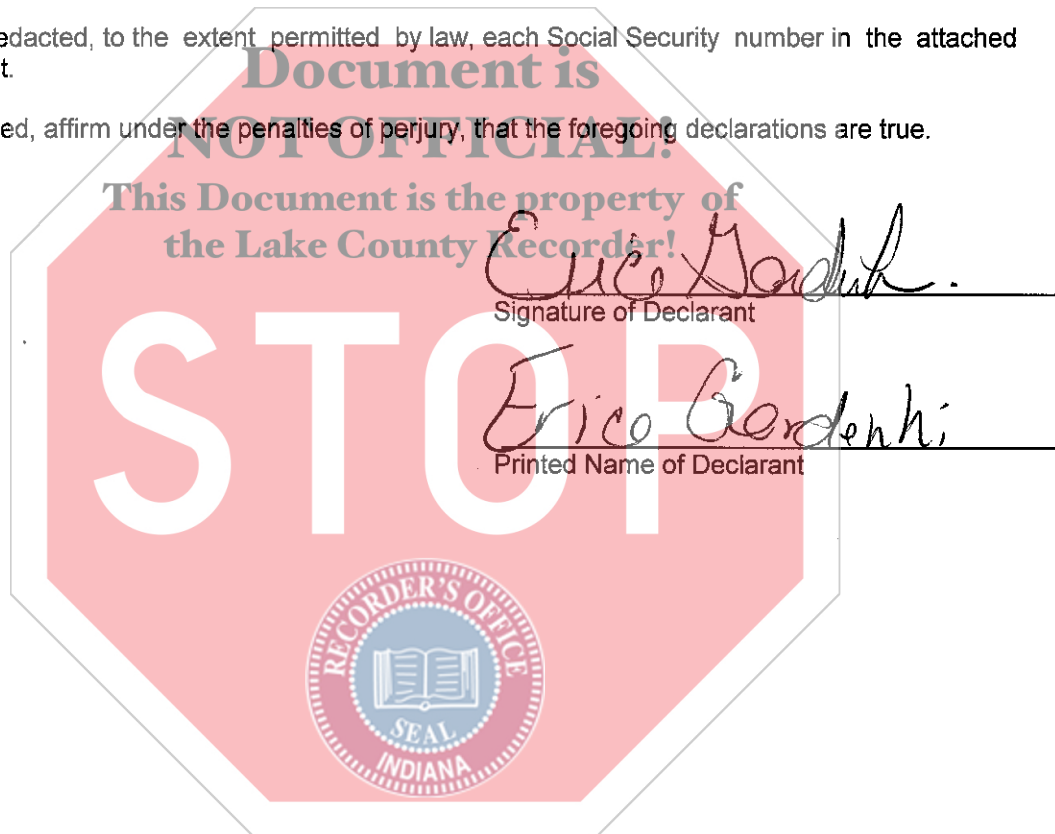 edacted, to the extent permitted by law, each Social Security number in the attached
t.
Document is
ed, affirm under the penalties of perjury, that the foregoing declarations are true.
NOT OFFICIAL!
This Document is the property of
the Lake County Recorder!
Signature of Declarant
STOP
Erico
Printed Name of Declarant
RECORDER'S OFFICE
SEAL
INDIANA